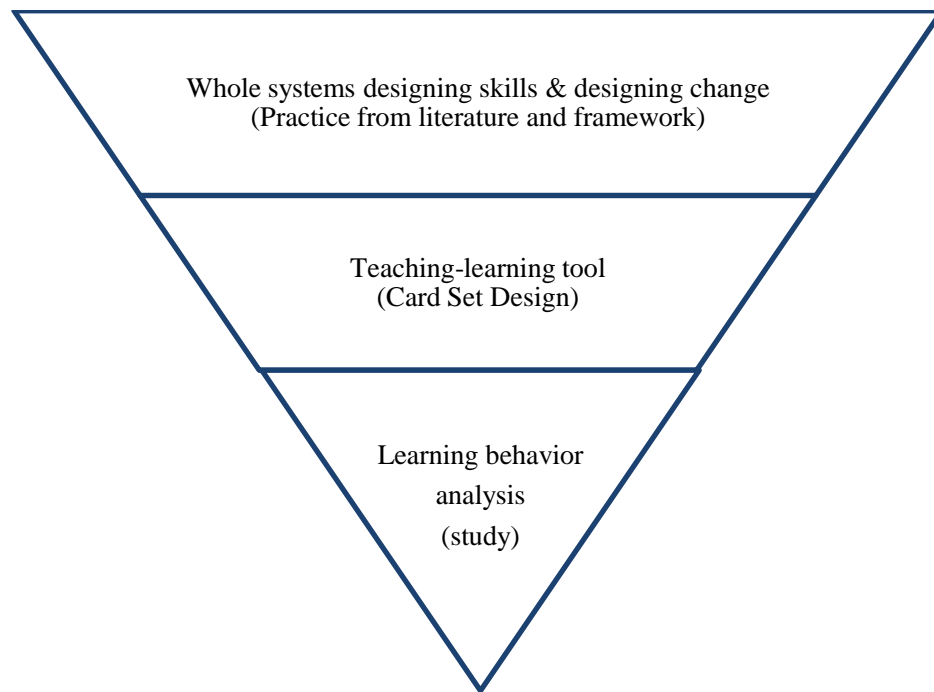 Whole systems designing skills & designing change
(Practice from literature and framework)
Teaching-learning tool
(Card Set Design)
Learning behavior
analysis
(study)